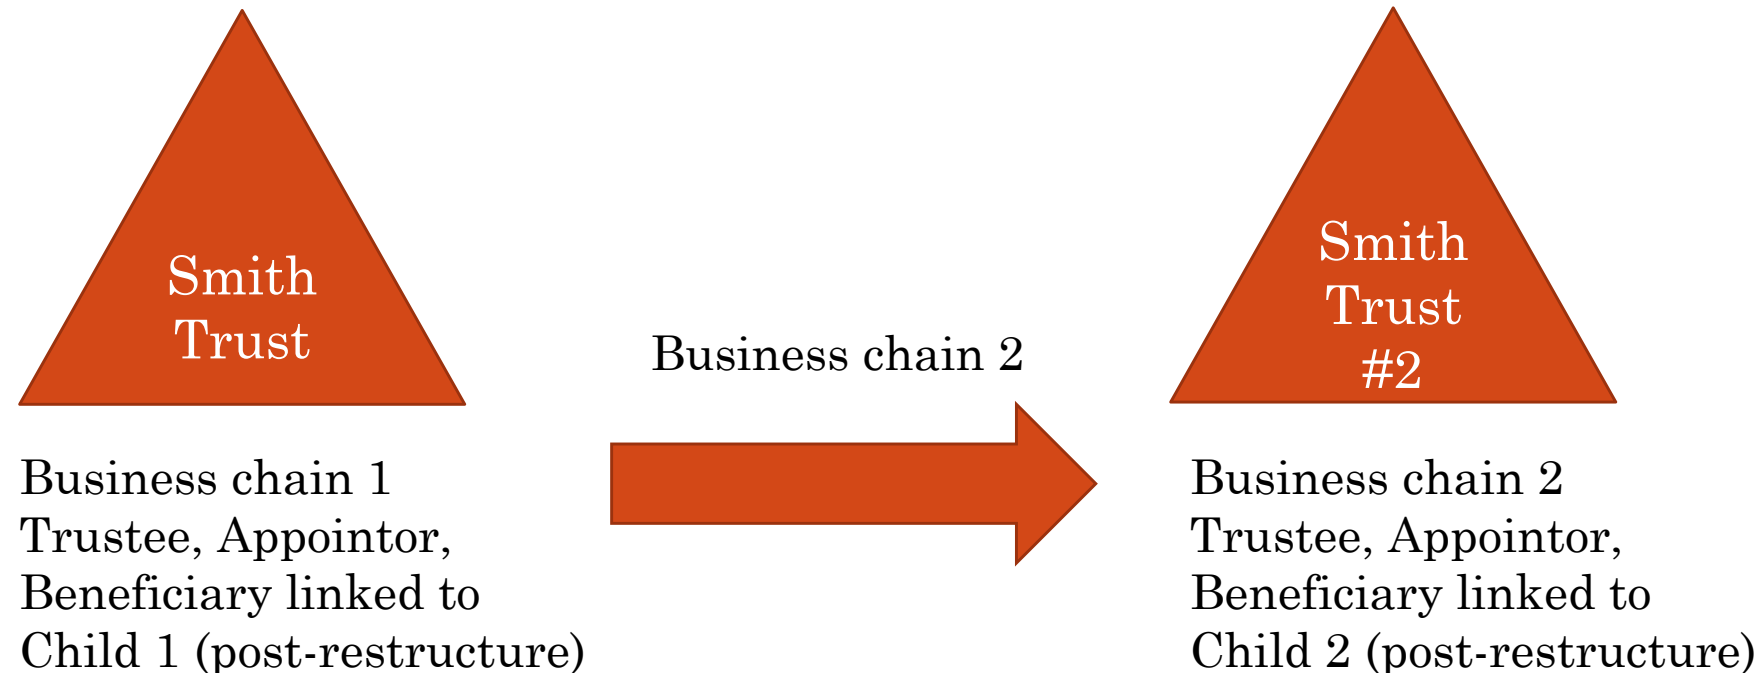 Smith
Trust
Business chain 1
Trustee, Appointor,
Beneficiary linked to
Child 1 (post-restructure)
Business chain 2
Smith
Trust
#2
Business chain 2
Trustee, Appointor,
Beneficiary linked to
Child 2 (post-restructure)